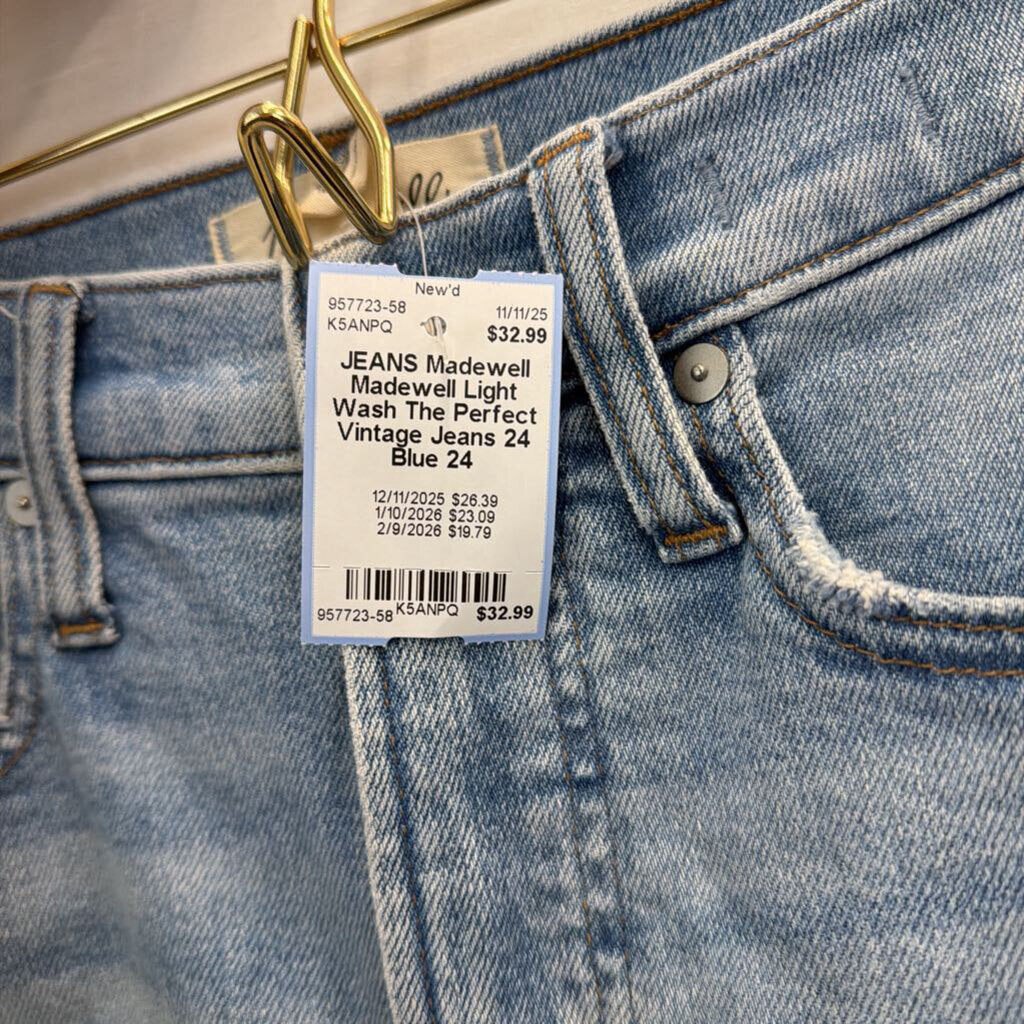 New'd
957723-58 11/11/25
K5ANPQ $32.99
JEANS Madewell
Madewell Light
Wash The Perfect
Vintage Jeans 24
Blue 24
12/11/2025 $26.39
1/10/2026 $23.09
2/9/2026 $19.79
957723-58 K5ANPQ $32.99